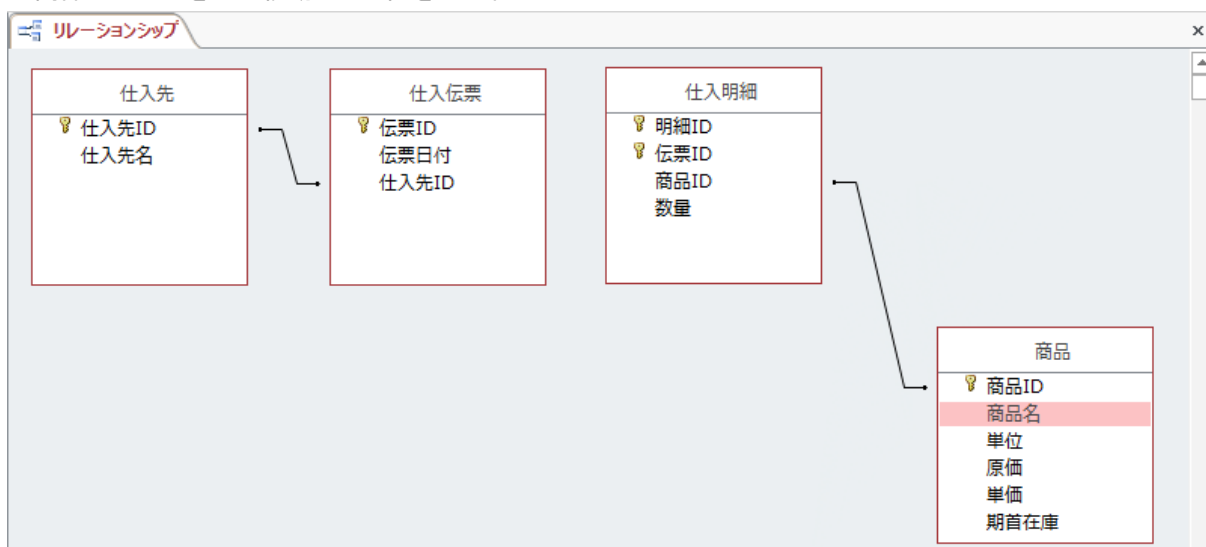 リレーションシップ
仕入先
仕入先ID
仕入先名
仕入伝票
伝票ID
伝票日付
仕入先ID
仕入明細
明細ID
伝票ID
商品ID
数量
商品
商品ID
商品名
単位
原価
単価
期首在庫